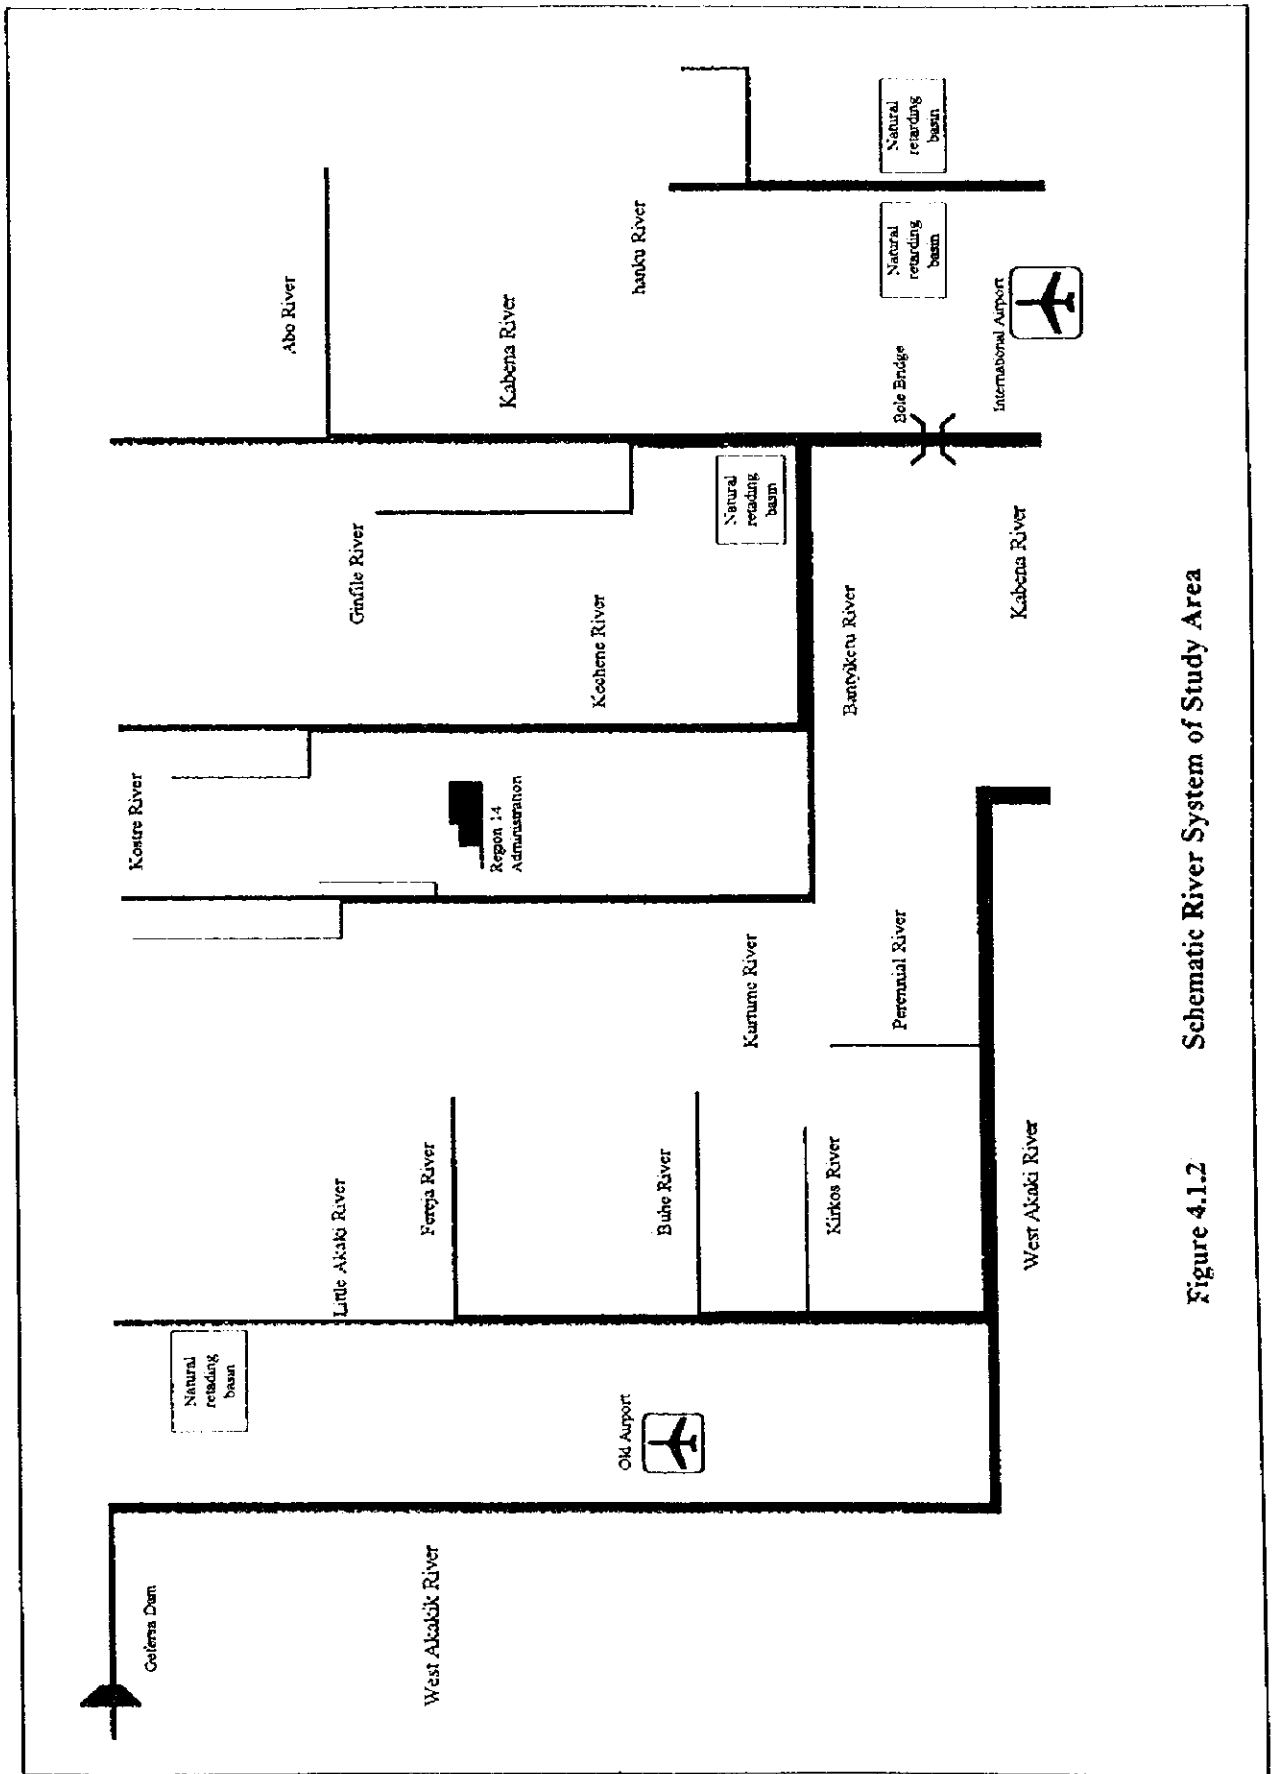 Gefersa Dam
West Akakik River
Natural
retading
basin
Old Airport
Little Akaki River
Fereja River
Buhe River
Kirkos River
West Akaki River
Perennial River
Kurtume River
Kostre River
Region 14
Administration
Kechene River
Ginfile River
Bantyiketu River
Natural
retading
basin
Abo River
Kabena River
Bole Bridge
Kabena River
International Airport
hanku River
Natural
retarding
basin
Natural
retarding
basin
Figure 4.1.2 Schematic River System of Study Area